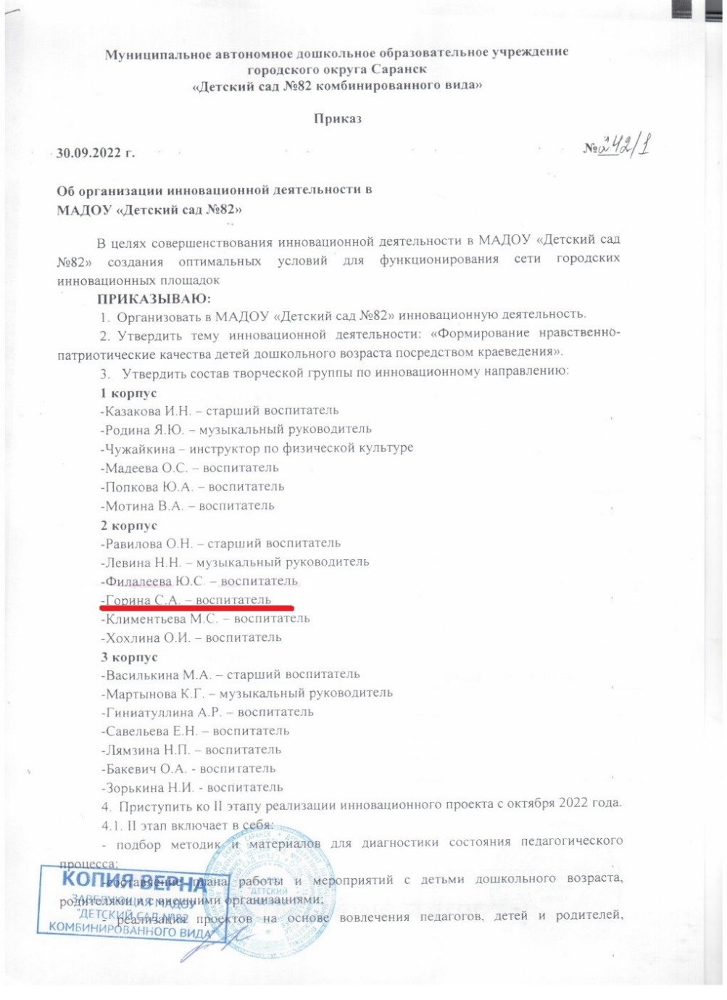 Муниципальное автономное дошкольное образовательное учреждение
городского округа Саранск
«Детский сад №82 комбинированного вида»
Приказ
30.09.2022 г. №242/1
Об организации инновационной деятельности в
МАДОУ «Детский сад №82»
В целях совершенствования инновационной деятельности в МАДОУ «Детский сад
№82» создания оптимальных условий для функционирования сети городских
инновационных площадок
ПРИКАЗЫВАЮ:
1. Организовать в МАДОУ «Детский сад №82» инновационную деятельность.
2. Утвердить тему инновационной деятельности: «Формирование нравственно-
патриотические качества детей дошкольного возраста посредством краеведения».
3. Утвердить состав творческой группы по инновационному направлению:
1 корпус
-Казакова И.Н. – старший воспитатель
-Родина Я.Ю. – музыкальный руководитель
-Чужайкина – инструктор по физической культуре
-Мадеева О.С. – воспитатель
-Попкова Ю.А. – воспитатель
-Мотина В.А. – воспитатель
2 корпус
-Равилова О.Н. – старший воспитатель
-Левина Н.Н. – музыкальный руководитель
-Филалеева Ю.С. – воспитатель
-Горина С.А. – воспитатель
-Климентьева М.С. – воспитатель
-Хохлина О.И. – воспитатель
3 корпус
-Василькина М.А. – старший воспитатель
-Мартынова К.Г. – музыкальный руководитель
-Гиниатуллина А.Р. – воспитатель
-Савельева Е.Н. – воспитатель
-Лямзина Н.П. – воспитатель
-Бакевич О.А. - воспитатель
-Зорькина Н.И. - воспитатель
4. Приступить ко II этапу реализации инновационного проекта с октября 2022 года.
4.1. II этап включает в себя:
- подбор методик и материалов для диагностики состояния педагогического
процесса;
-составление плана работы и мероприятий с детьми дошкольного возраста,
родителями и с внешними организациями;
- реализация проектов на основе вовлечения педагогов, детей и родителей,
КОПИЯ ВЕРНА
ЗАВЕДУЮЩАЯ МАДОУ
"ДЕТСКИЙ САД №82
КОМБИНИРОВАННОГО ВИДА"